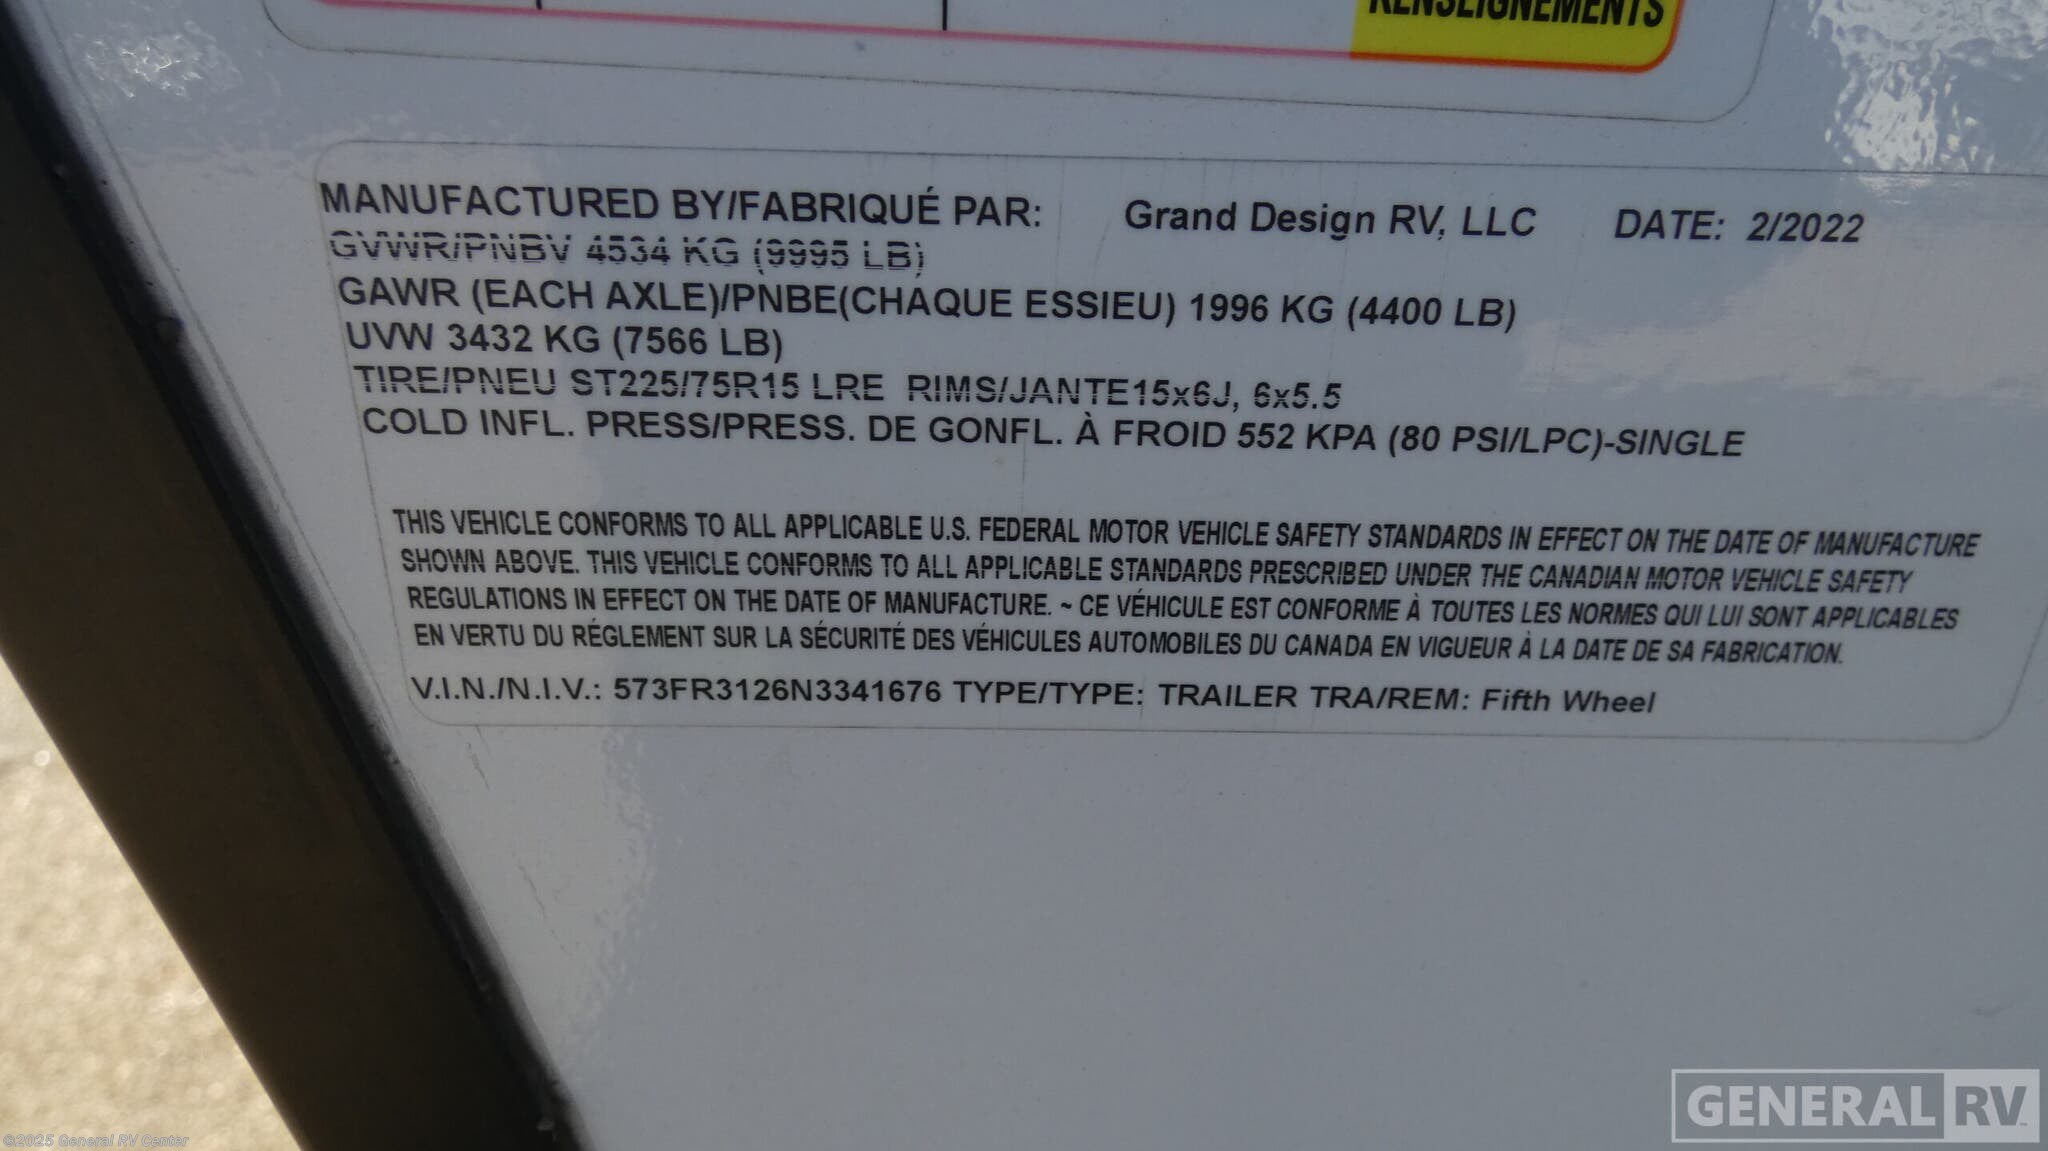 RENSEIGNEMENTS
MANUFACTURED BY/FABRIQUÉ PAR: Grand Design RV, LLC DATE: 2/2022
GVWR/PNBV 4534 KG (9995 LB)
GAWR (EACH AXLE)/PNBE(CHAQUE ESSIEU) 1996 KG (4400 LB)
UVW 3432 KG (7566 LB)
TIRE/PNEU ST225/75R15 LRE RIMS/JANTE15x6J, 6x5.5
COLD INFL. PRESS/PRESS. DE GONFL. À FROID 552 KPA (80 PSI/LPC)-SINGLE
THIS VEHICLE CONFORMS TO ALL APPLICABLE U.S. FEDERAL MOTOR VEHICLE SAFETY STANDARDS IN EFFECT ON THE DATE OF MANUFACTURE
SHOWN ABOVE. THIS VEHICLE CONFORMS TO ALL APPLICABLE STANDARDS PRESCRIBED UNDER THE CANADIAN MOTOR VEHICLE SAFETY
REGULATIONS IN EFFECT ON THE DATE OF MANUFACTURE. ~ CE VÉHICULE EST CONFORME À TOUTES LES NORMES QUI LUI SONT APPLICABLES
EN VERTU DU RÉGLEMENT SUR LA SÉCURITÉ DES VÉHICULES AUTOMOBILES DU CANADA EN VIGUEUR À LA DATE DE SA FABRICATION.
V.I.N./N.I.V.: 573FR3126N3341676 TYPE/TYPE: TRAILER TRA/REM: Fifth Wheel
GENERAL RV
©2025 General RV Center